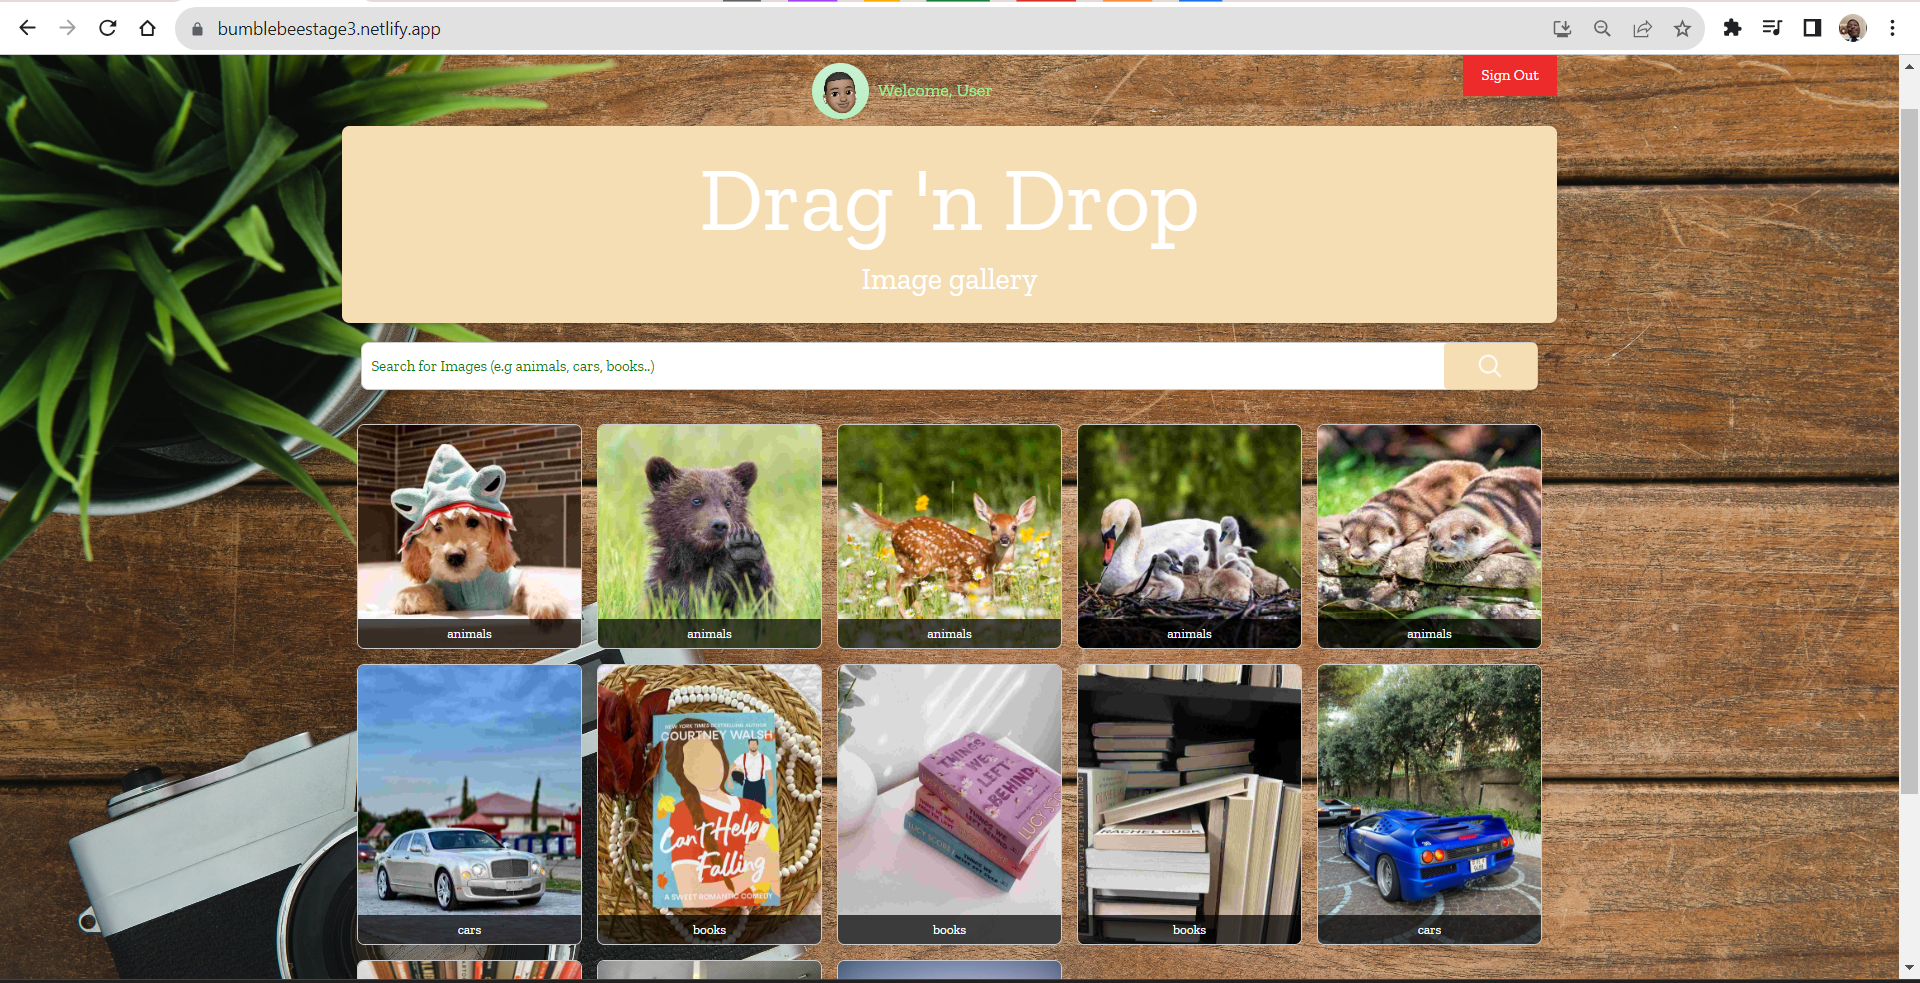 bumblebeestage3.netlify.app
Welcome, User
Sign Out
Drag 'n Drop
Image gallery
Search for Images (e.g animals, cars, books..)
animals
animals
animals
animals
animals
NEW YORK TIMES BESTSELLING AUTHOR
COURTNEY WALSH
Can't Help
Falling
A SWEET ROMANTIC COMEDY
THINGS
WE
LEFT
BEHIND
LUCY SCORE
RACHEL CUSK
cars
books
books
books
cars